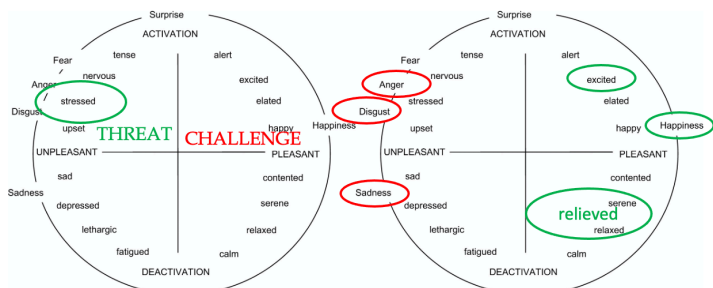 Surprise
ACTIVATION
Fear
tense
alert
nervous
Anger
excited
stressed
elated
Disgust
upset
THREAT
CHALLENGE
happy
Happiness
UNPLEASANT
PLEASANT
sad
contented
Sadness
depressed
serene
lethargic
relaxed
fatigued
calm
DEACTIVATION
Surprise
ACTIVATION
Fear
tense
alert
nervous
Anger
excited
stressed
elated
Disgust
upset
happy
Happiness
UNPLEASANT
PLEASANT
sad
contented
Sadness
depressed
serene
relieved
lethargic
relaxed
fatigued
calm
DEACTIVATION